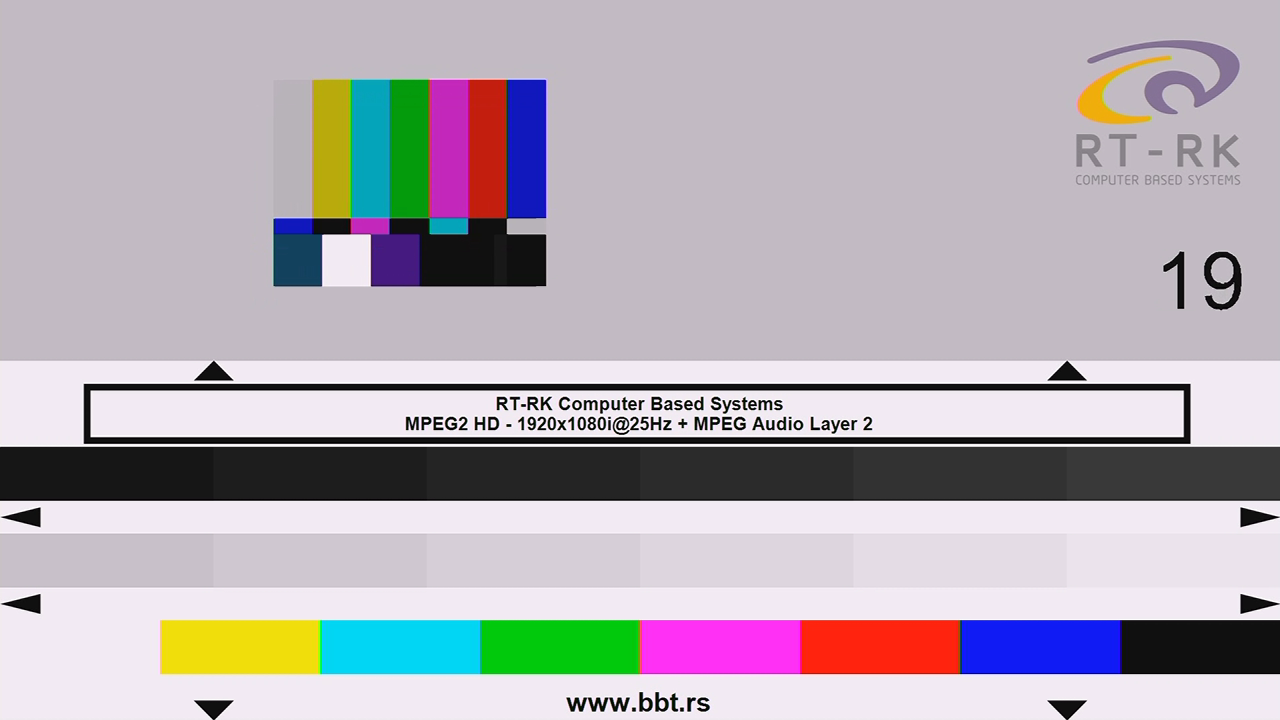 RT-RK
COMPUTER BASED SYSTEMS
19
RT-RK Computer Based Systems
MPEG2 HD - 1920x1080i@25Hz + MPEG Audio Layer 2
www.bbt.rs